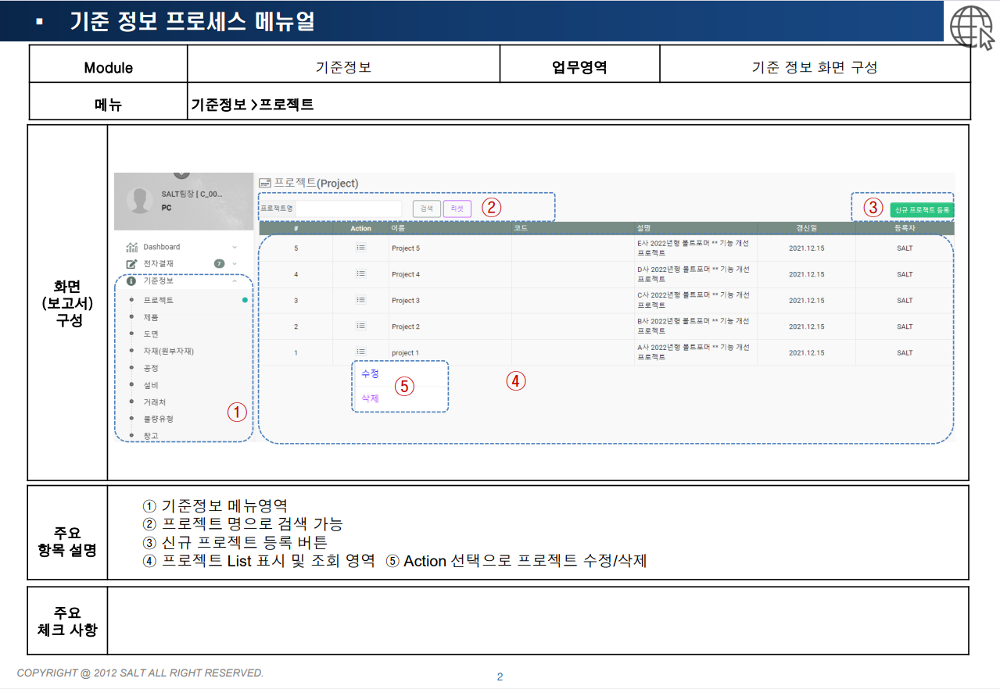 ▪ 기준 정보 프로세스 메뉴얼
Module 기준정보 업무영역 기준 정보 화면 구성
메뉴 기준정보 >프로젝트
화면
(보고서)
구성
SALT팀장 [ C_00...
PC
Dashboard
전자결재 7
기준정보
프로젝트
제품
도면
자재(원부자재)
공정
설비
거래처
불량유형
창고
①
프로젝트(Project)
프로젝트명 검색 리셋 ② ③ 신규 프로젝트 등록
# Action 이름 코드 설명 갱신일 등록자
5 Project 5 E사 2022년형 볼트포머 ** 기능 개선 2021.12.15 SALT
프로젝트
4 Project 4 D사 2022년형 볼트포머 ** 기능 개선 2021.12.15 SALT
프로젝트
3 Project 3 C사 2022년형 볼트포머 ** 기능 개선 2021.12.15 SALT
프로젝트
2 Project 2 B사 2022년형 볼트포머 ** 기능 개선 2021.12.15 SALT
프로젝트
1 project 1 A사 2022년형 볼트포머 ** 기능 개선 2021.12.15 SALT
프로젝트
수정
삭제
⑤
④
주요
항목 설명
① 기준정보 메뉴영역
② 프로젝트 명으로 검색 가능
③ 신규 프로젝트 등록 버튼
④ 프로젝트 List 표시 및 조회 영역 ⑤ Action 선택으로 프로젝트 수정/삭제
주요
체크 사항
COPYRIGHT @ 2012 SALT ALL RIGHT RESERVED.
2